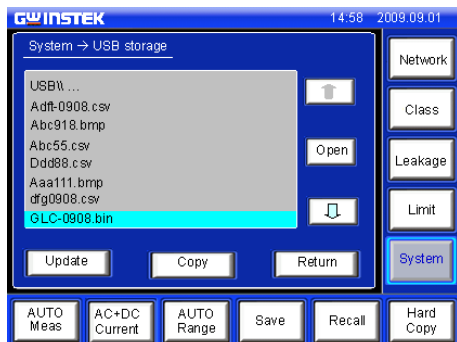 GWINSTEK 14:58 2009.09.01
System → USB storage
USB\\ ...
Adft-0908.csv
Abc918.bmp
Abc55.csv
Ddd88.csv
Aaa111.bmp
dfg0908.csv
GLC-0908.bin
Open
Update Copy Return
Network
Class
Leakage
Limit
System
AUTO
Meas
AC+DC
Current
AUTO
Range
Save
Recall
Hard
Copy